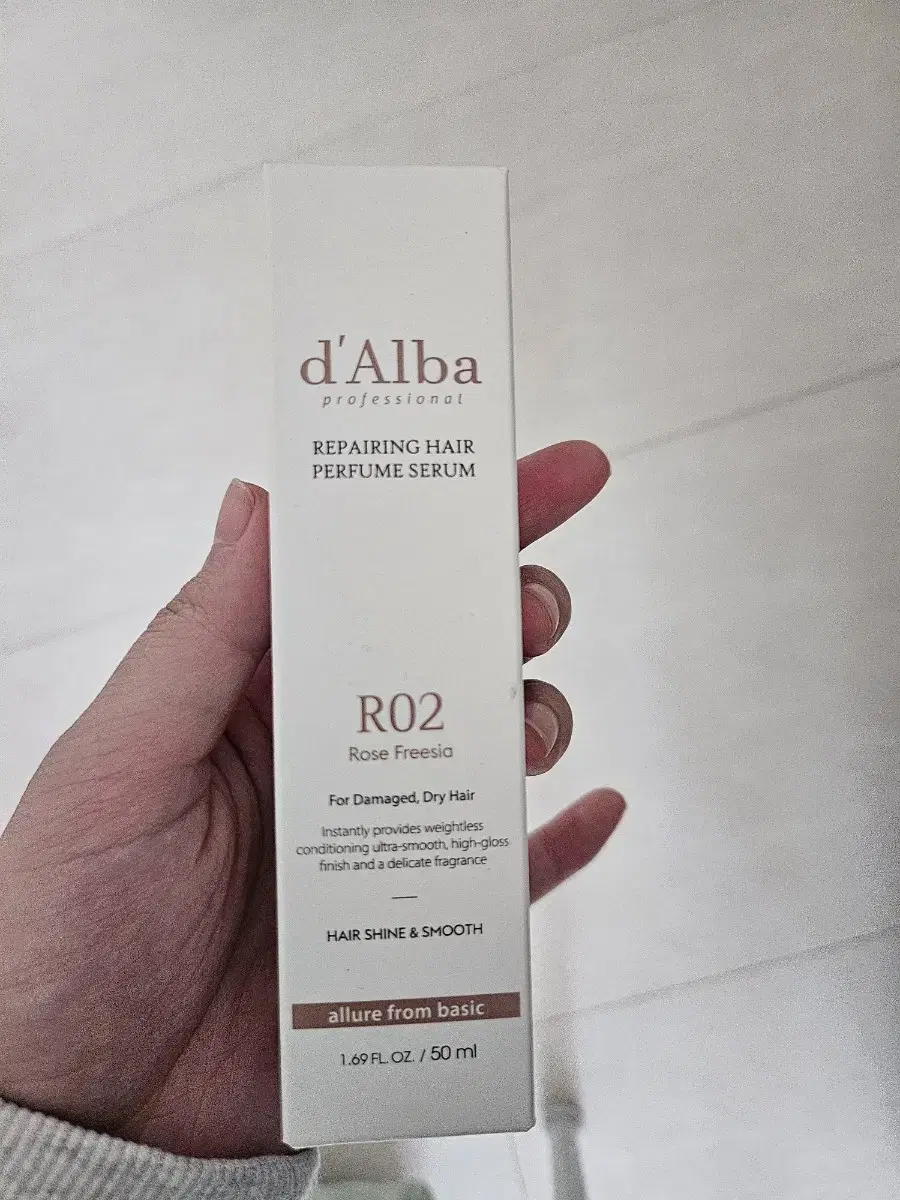 d'Alba
professional
REPAIRING HAIR
PERFUME SERUM
R02
Rose Freesia
For Damaged, Dry Hair
Instantly provides weightless
conditioning ultra-smooth, high-gloss
finish and a delicate fragrance
HAIR SHINE & SMOOTH
allure from basic
1.69 FL. OZ. / 50 ml